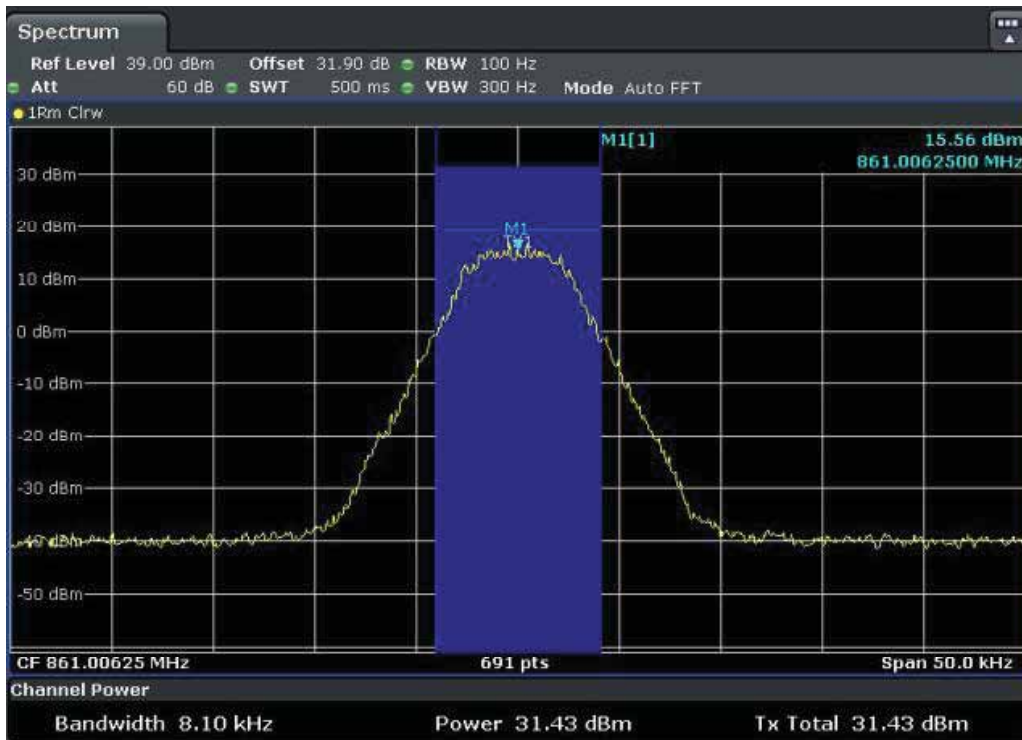 Spectrum
Ref Level 39.00 dBm Offset 31.90 dB RBW 100 Hz
Att 60 dB SWT 500 ms VBW 300 Hz Mode Auto FFT
1Rm Clrw
M1[1] 15.56 dBm
861.0062500 MHz
30 dBm
20 dBm
M1
10 dBm
0 dBm
-10 dBm
-20 dBm
-30 dBm
-40 dBm
-50 dBm
CF 861.00625 MHz 691 pts Span 50.0 kHz
Channel Power
Bandwidth 8.10 kHz Power 31.43 dBm Tx Total 31.43 dBm